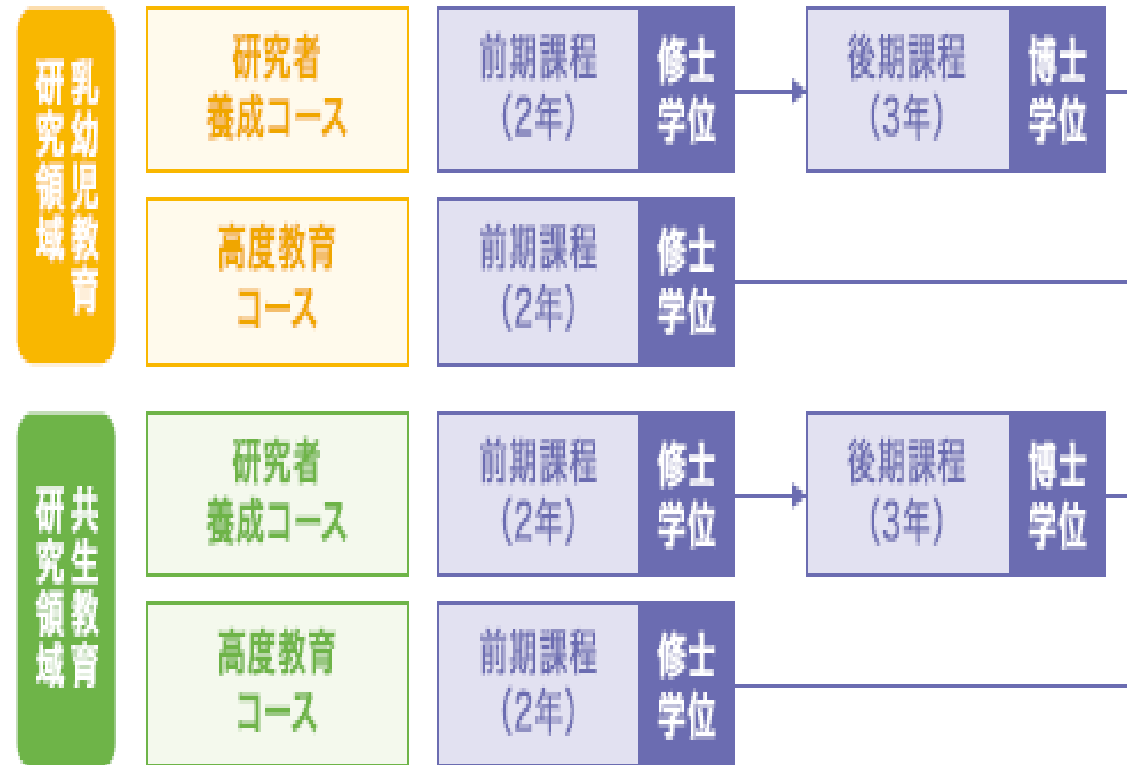 乳幼児教育
研究領域
研究者
養成コース
前期課程
(2年)
修士
学位
後期課程
(3年)
博士
学位
高度教育
コース
前期課程
(2年)
修士
学位
共生教育
研究領域
研究者
養成コース
前期課程
(2年)
修士
学位
後期課程
(3年)
博士
学位
高度教育
コース
前期課程
(2年)
修士
学位